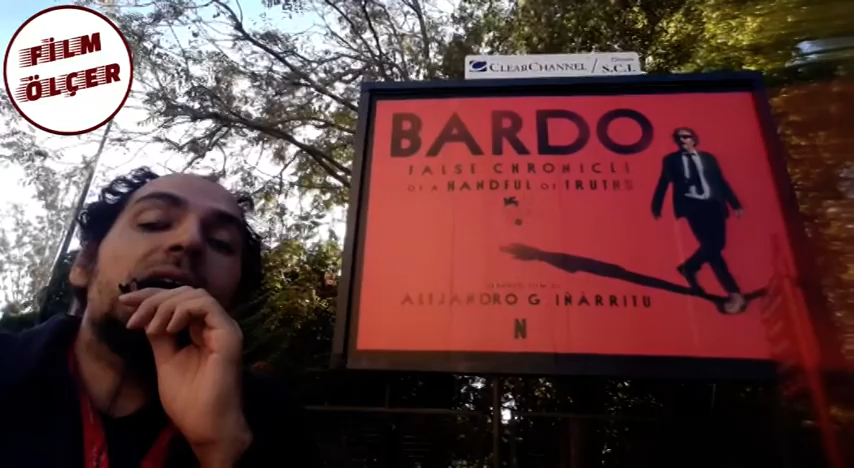 FİLM
ÖLÇER
CLEARCHANNEL / S.C.E.
BARDO
FALSE CHRONICLE
OF A HANDFUL OF TRUTHS
ALEJANDRO G. IÑÁRRITU
N